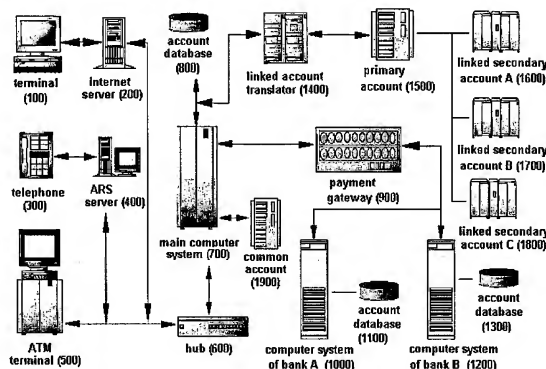 terminal
(100)
internet
server (200)
account
database
(800)
linked account
translator (1400)
primary
account (1500)
linked secondary
account A (1600)
telephone
(300)
ARS
server (400)
main computer
system (700)
common
account
(1900)
payment
gateway (900)
linked secondary
account B (1700)
linked secondary
account C (1800)
ATM
terminal (500)
hub (600)
computer system
of bank A (1000)
account
database
(1100)
computer system
of bank B (1200)
account
database
(1300)